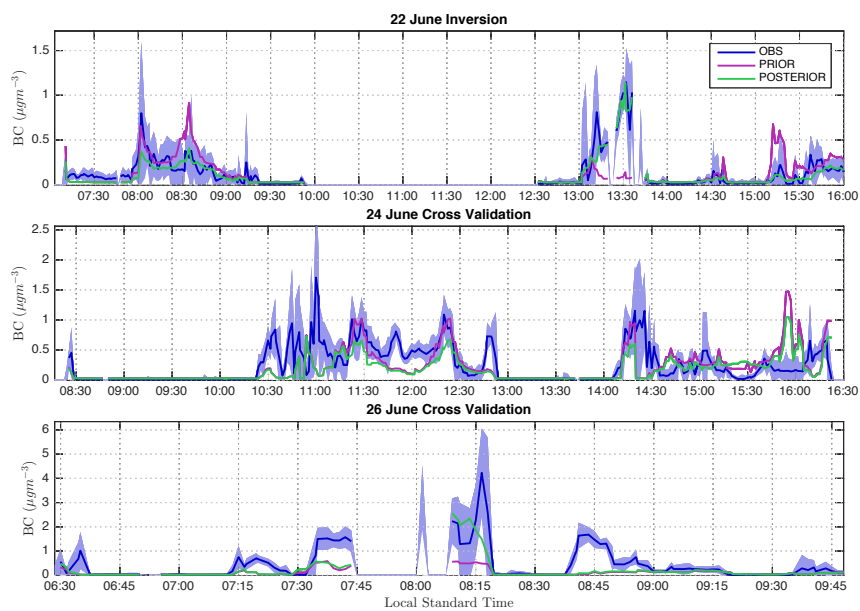 22 June Inversion
BC (μgm⁻³)
1.5
1
0.5
0
OBS
PRIOR
POSTERIOR
07:30 08:00 08:30 09:00 09:30 10:00 10:30 11:00 11:30 12:00 12:30 13:00 13:30 14:00 14:30 15:00 15:30 16:00
24 June Cross Validation
BC (μgm⁻³)
2.5
2
1.5
1
0.5
0
08:30 09:00 09:30 10:00 10:30 11:00 11:30 12:00 12:30 13:00 13:30 14:00 14:30 15:00 15:30 16:00 16:30
26 June Cross Validation
BC (μgm⁻³)
6
5
4
3
2
1
0
06:30 06:45 07:00 07:15 07:30 07:45 08:00 08:15 08:30 08:45 09:00 09:15 09:30 09:45
Local Standard Time